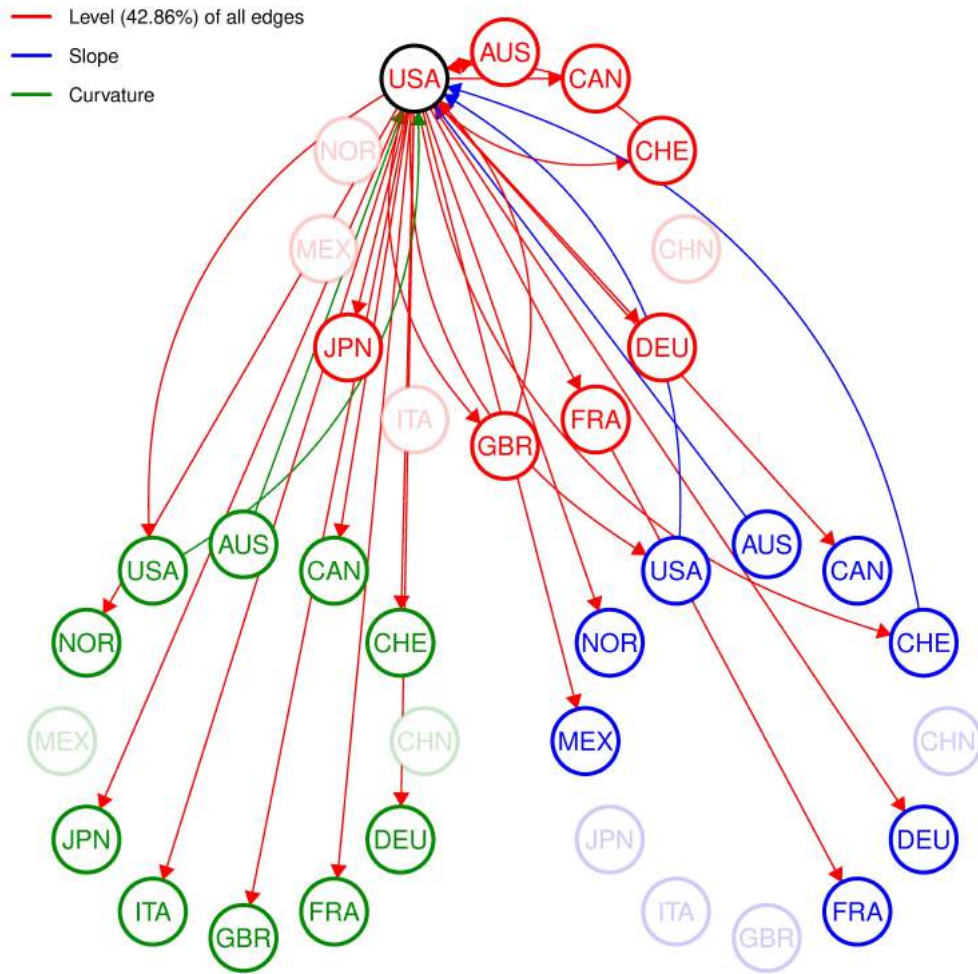 Level (42.86%) of all edges
Slope
Curvature
AUS
USA
CAN
NOR
CHE
MEX
CHN
JPN
DEU
ITA
FRA
GBR
USA
AUS
CAN
USA
AUS
CAN
NOR
CHE
NOR
CHE
MEX
CHN
MEX
CHN
JPN
DEU
JPN
DEU
ITA
FRA
ITA
FRA
GBR
GBR